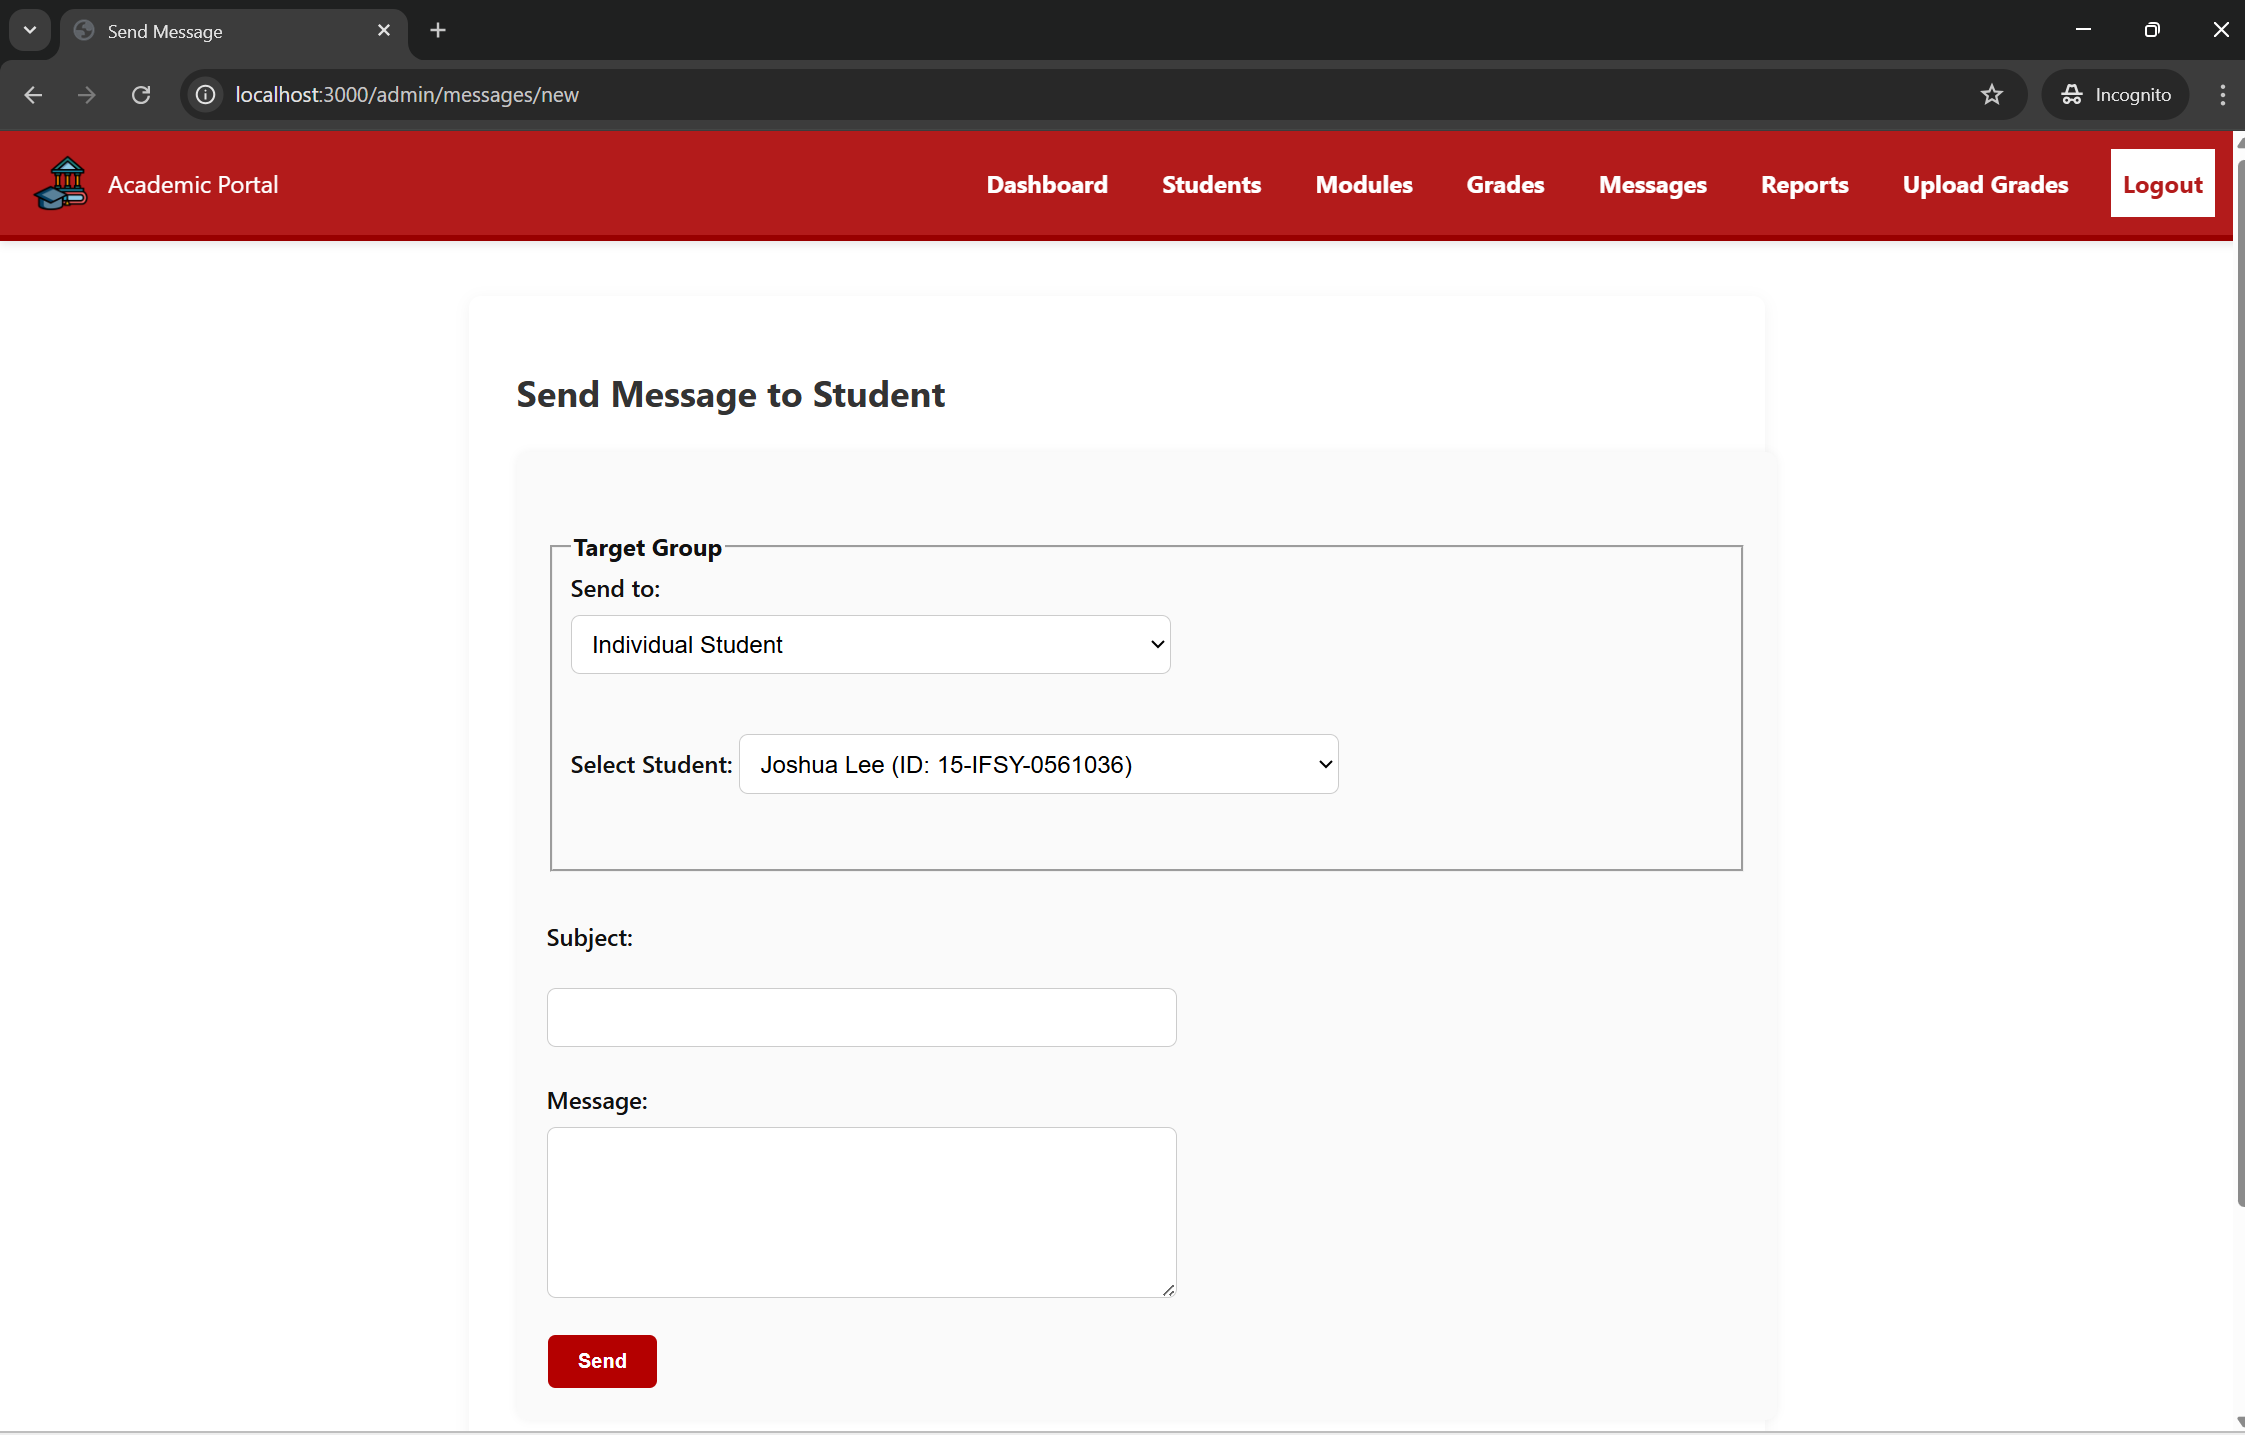 Send Message
localhost:3000/admin/messages/new
Incognito
Academic Portal
Dashboard
Students
Modules
Grades
Messages
Reports
Upload Grades
Logout
Send Message to Student
Target Group
Send to:
Individual Student
Select Student: Joshua Lee (ID: 15-IFSY-0561036)
Subject:
Message:
Send